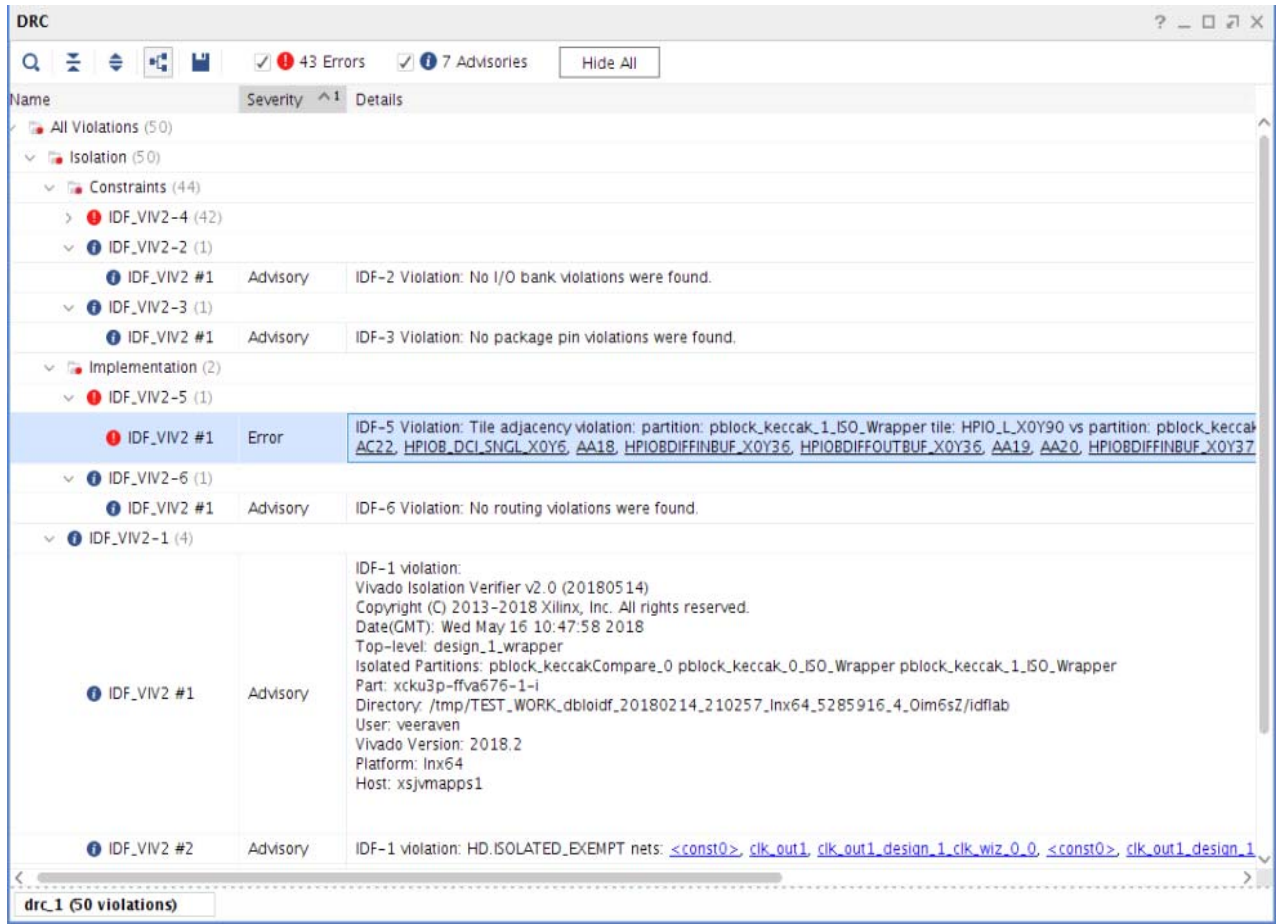 DRC
43 Errors 7 Advisories Hide All
Name Severity ^1 Details
All Violations (50)
Isolation (50)
Constraints (44)
IDF_VIV2-4 (42)
IDF_VIV2-2 (1)
IDF_VIV2 #1 Advisory IDF-2 Violation: No I/O bank violations were found.
IDF_VIV2-3 (1)
IDF_VIV2 #1 Advisory IDF-3 Violation: No package pin violations were found.
Implementation (2)
IDF_VIV2-5 (1)
IDF_VIV2 #1 Error IDF-5 Violation: Tile adjacency violation: partition: pblock_keccak_1_ISO_Wrapper tile: HPIO_L_X0Y90 vs partition: pblock_keccak
AC22, HPIOB_DCI_SNGL_X0Y6, AA18, HPIOBDIFFINBUF_X0Y36, HPIOBDIFFOUTBUF_X0Y36, AA19, AA20, HPIOBDIFFINBUF_X0Y37
IDF_VIV2-6 (1)
IDF_VIV2 #1 Advisory IDF-6 Violation: No routing violations were found.
IDF_VIV2-1 (4)
IDF-1 violation:
Vivado Isolation Verifier v2.0 (20180514)
Copyright (C) 2013-2018 Xilinx, Inc. All rights reserved.
Date(GMT): Wed May 16 10:47:58 2018
Top-level: design_1_wrapper
Isolated Partitions: pblock_keccakCompare_0 pblock_keccak_0_ISO_Wrapper pblock_keccak_1_ISO_Wrapper
IDF_VIV2 #1 Advisory Part: xcku3p-ffva676-1-i
Directory: /tmp/TEST_WORK_dbloidf_20180214_210257_lnx64_5285916_4_Oim6sZ/idflab
User: veeraven
Vivado Version: 2018.2
Platform: lnx64
Host: xsjvmapps1
IDF_VIV2 #2 Advisory IDF-1 violation: HD.ISOLATED_EXEMPT nets: <const0>, clk_out1, clk_out1_design_1_clk_wiz_0_0, <const0>, clk_out1_design_1
drc_1 (50 violations)